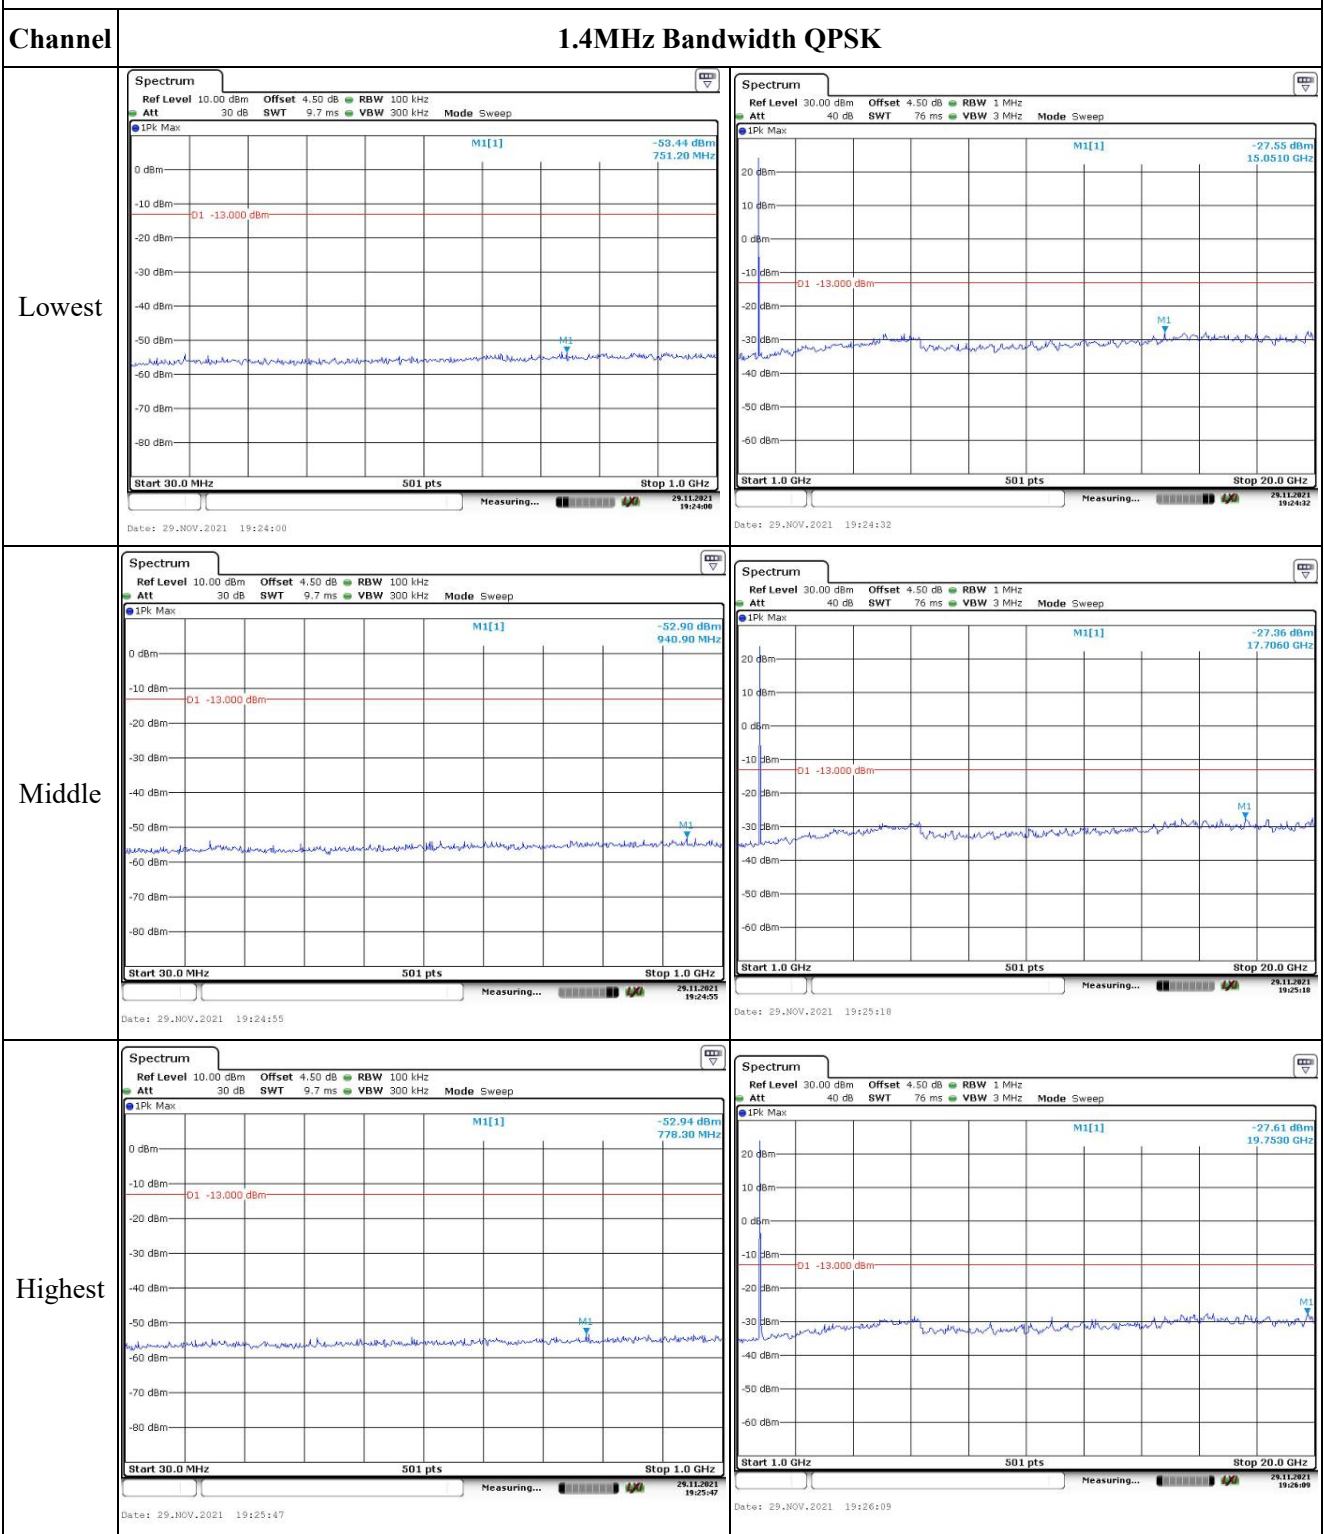 Channel 1.4MHz Bandwidth QPSK
Lowest
Spectrum
Ref Level 10.00 dBm Offset 4.50 dB RBW 100 kHz
Att 30 dB SWT 9.7 ms VBW 300 kHz Mode Sweep
1Pk Max
M1[1] -53.44 dBm
751.20 MHz
0 dBm
-10 dBm
D1 -13.000 dBm
-20 dBm
-30 dBm
-40 dBm
-50 dBm
M1
-60 dBm
-70 dBm
-80 dBm
Start 30.0 MHz 501 pts Stop 1.0 GHz
Measuring... 29.11.2021
19:24:00
Date: 29.NOV.2021 19:24:00
Spectrum
Ref Level 30.00 dBm Offset 4.50 dB RBW 1 MHz
Att 40 dB SWT 76 ms VBW 3 MHz Mode Sweep
1Pk Max
M1[1] -27.55 dBm
15.0510 GHz
20 dBm
10 dBm
0 dBm
-10 dBm
D1 -13.000 dBm
-20 dBm
M1
-30 dBm
-40 dBm
-50 dBm
-60 dBm
Start 1.0 GHz 501 pts Stop 20.0 GHz
Measuring... 29.11.2021
19:24:32
Date: 29.NOV.2021 19:24:32
Middle
Spectrum
Ref Level 10.00 dBm Offset 4.50 dB RBW 100 kHz
Att 30 dB SWT 9.7 ms VBW 300 kHz Mode Sweep
1Pk Max
M1[1] -52.90 dBm
940.90 MHz
0 dBm
-10 dBm
D1 -13.000 dBm
-20 dBm
-30 dBm
-40 dBm
-50 dBm
M1
-60 dBm
-70 dBm
-80 dBm
Start 30.0 MHz 501 pts Stop 1.0 GHz
Measuring... 29.11.2021
19:24:55
Date: 29.NOV.2021 19:24:55
Spectrum
Ref Level 30.00 dBm Offset 4.50 dB RBW 1 MHz
Att 40 dB SWT 76 ms VBW 3 MHz Mode Sweep
1Pk Max
M1[1] -27.36 dBm
17.7060 GHz
20 dBm
10 dBm
0 dBm
-10 dBm
D1 -13.000 dBm
-20 dBm
M1
-30 dBm
-40 dBm
-50 dBm
-60 dBm
Start 1.0 GHz 501 pts Stop 20.0 GHz
Measuring... 29.11.2021
19:25:18
Date: 29.NOV.2021 19:25:18
Highest
Spectrum
Ref Level 10.00 dBm Offset 4.50 dB RBW 100 kHz
Att 30 dB SWT 9.7 ms VBW 300 kHz Mode Sweep
1Pk Max
M1[1] -52.94 dBm
778.30 MHz
0 dBm
-10 dBm
D1 -13.000 dBm
-20 dBm
-30 dBm
-40 dBm
-50 dBm
M1
-60 dBm
-70 dBm
-80 dBm
Start 30.0 MHz 501 pts Stop 1.0 GHz
Measuring... 29.11.2021
19:25:47
Date: 29.NOV.2021 19:25:47
Spectrum
Ref Level 30.00 dBm Offset 4.50 dB RBW 1 MHz
Att 40 dB SWT 76 ms VBW 3 MHz Mode Sweep
1Pk Max
M1[1] -27.61 dBm
19.7530 GHz
20 dBm
10 dBm
0 dBm
-10 dBm
D1 -13.000 dBm
-20 dBm
M1
-30 dBm
-40 dBm
-50 dBm
-60 dBm
Start 1.0 GHz 501 pts Stop 20.0 GHz
Measuring... 29.11.2021
19:26:09
Date: 29.NOV.2021 19:26:09